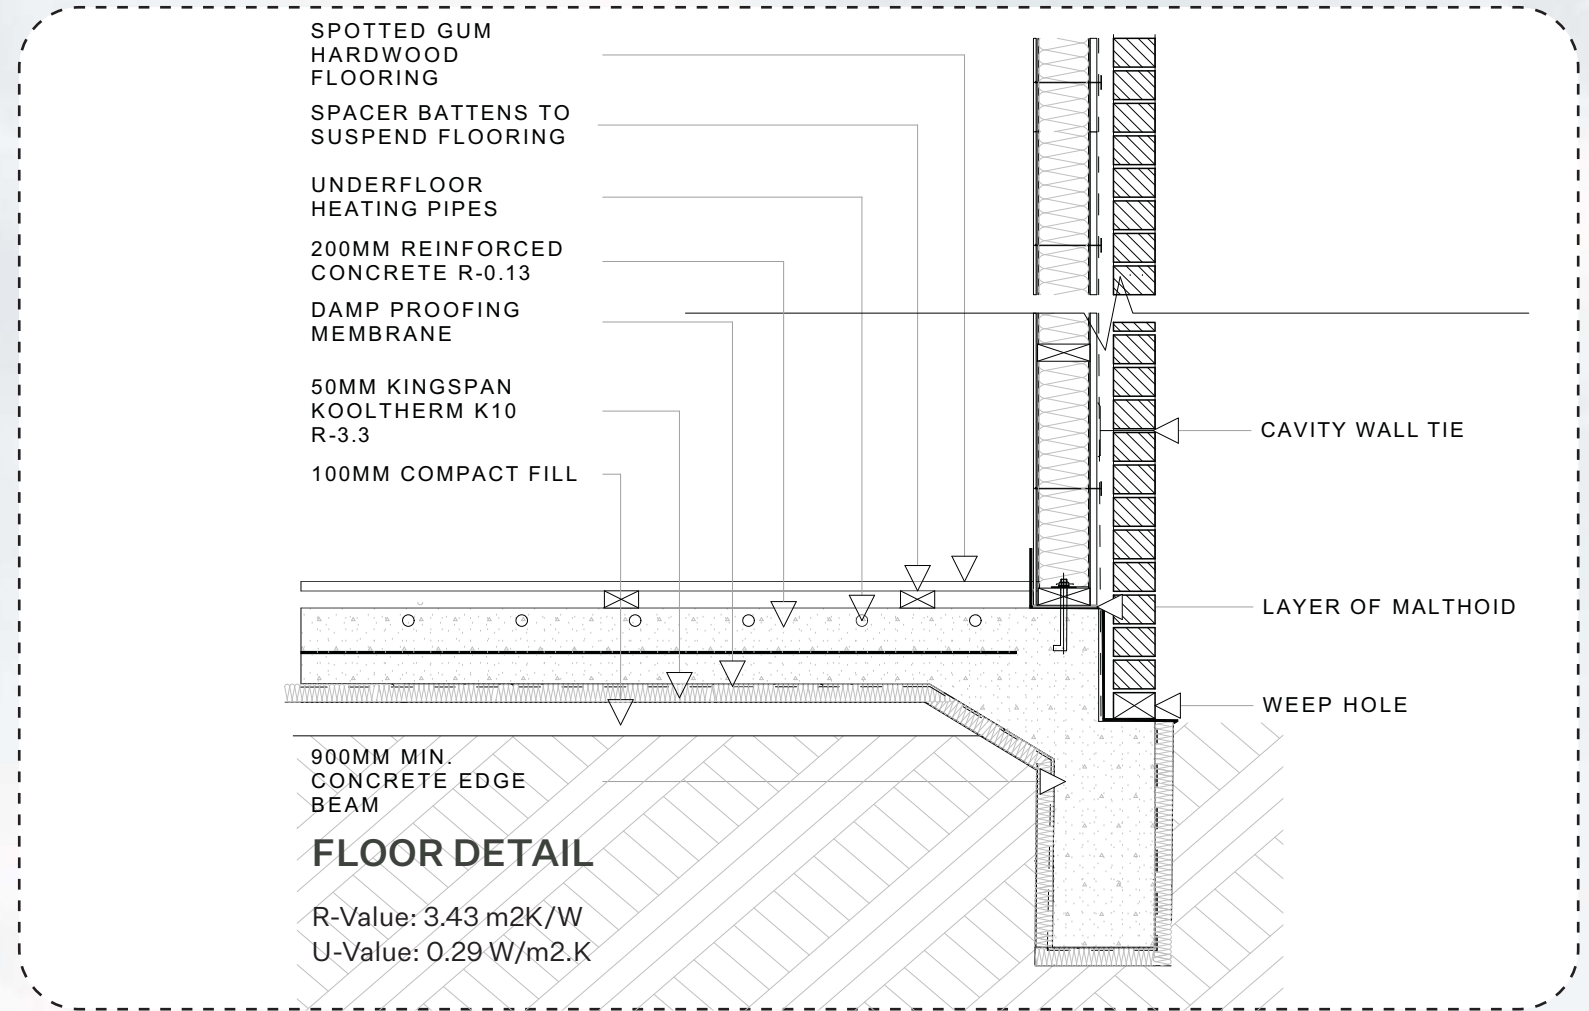 SPOTTED GUM
HARDWOOD
FLOORING
SPACER BATTENS TO
SUSPEND FLOORING
UNDERFLOOR
HEATING PIPES
200MM REINFORCED
CONCRETE R-0.13
DAMP PROOFING
MEMBRANE
50MM KINGSPAN
KOOLTHERM K10
R-3.3
100MM COMPACT FILL
CAVITY WALL TIE
LAYER OF MALTHOID
WEEP HOLE
900MM MIN.
CONCRETE EDGE
BEAM
FLOOR DETAIL
R-Value: 3.43 m2K/W
U-Value: 0.29 W/m2.K